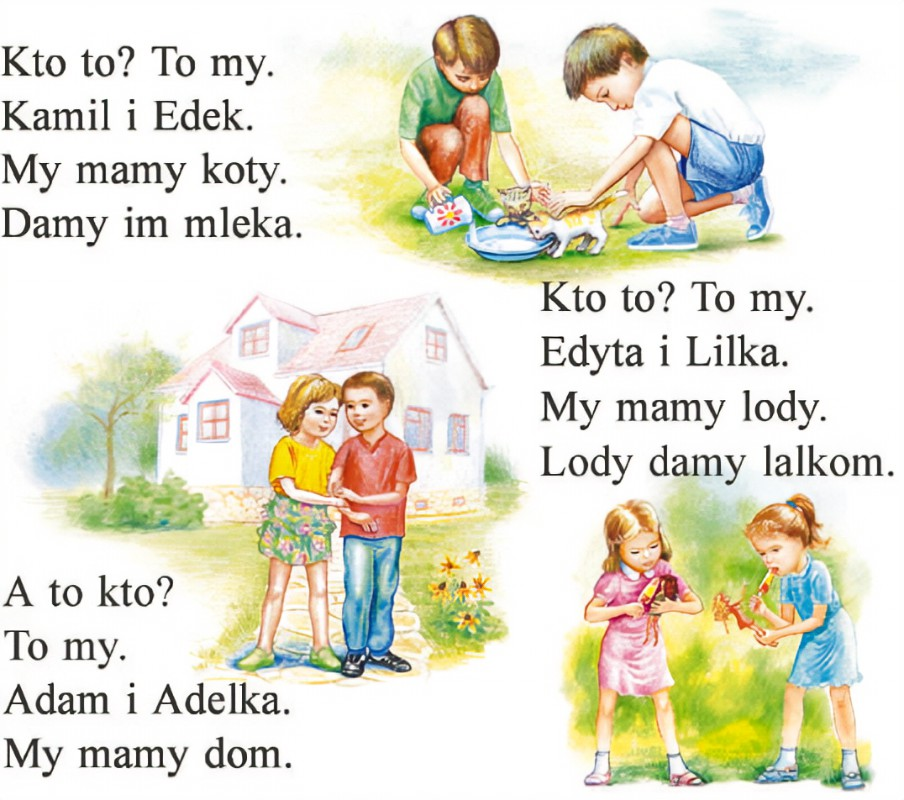 Kto to? To my.
Kamil i Edek.
My mamy koty.
Damy im mleka.
Kto to? To my.
Edyta i Lilka.
My mamy lody.
Lody damy lalkom.
A to kto?
To my.
Adam i Adelka.
My mamy dom.